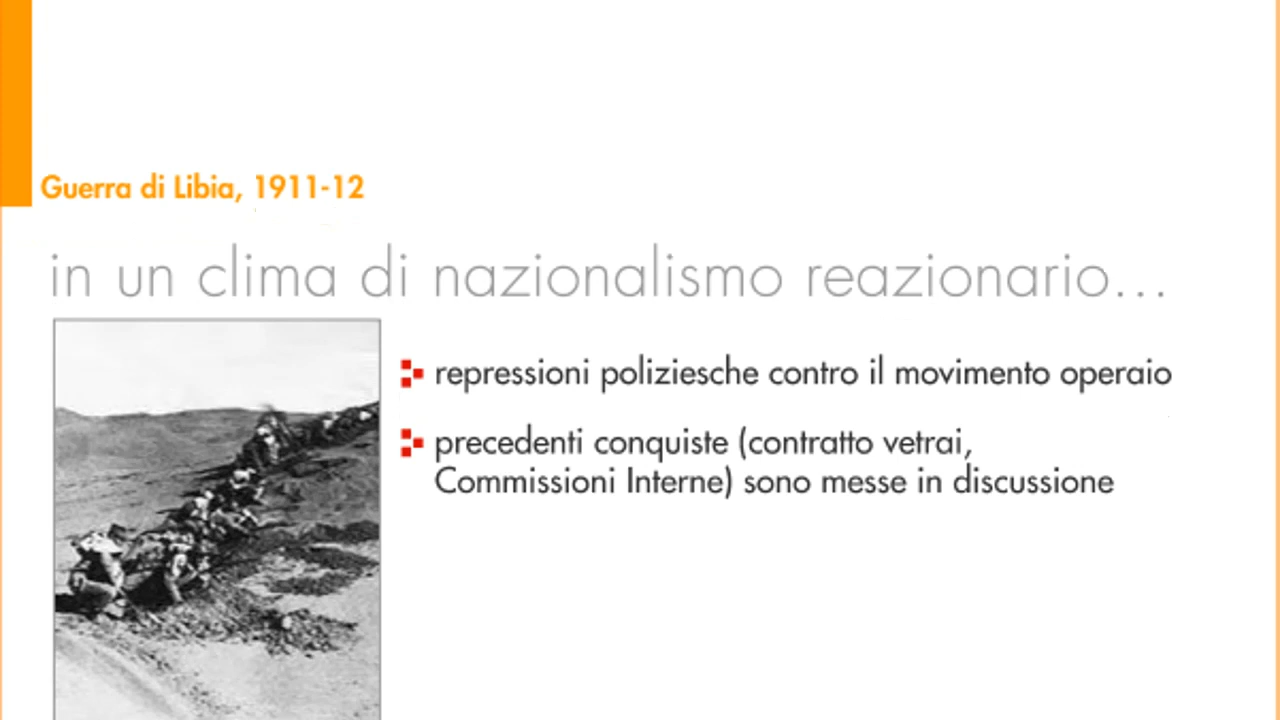 Guerra di Libia, 1911-12
in un clima di nazionalismo reazionario...
repressioni poliziesche contro il movimento operaio
precedenti conquiste (contratto vetrai,
Commissioni Interne) sono messe in discussione